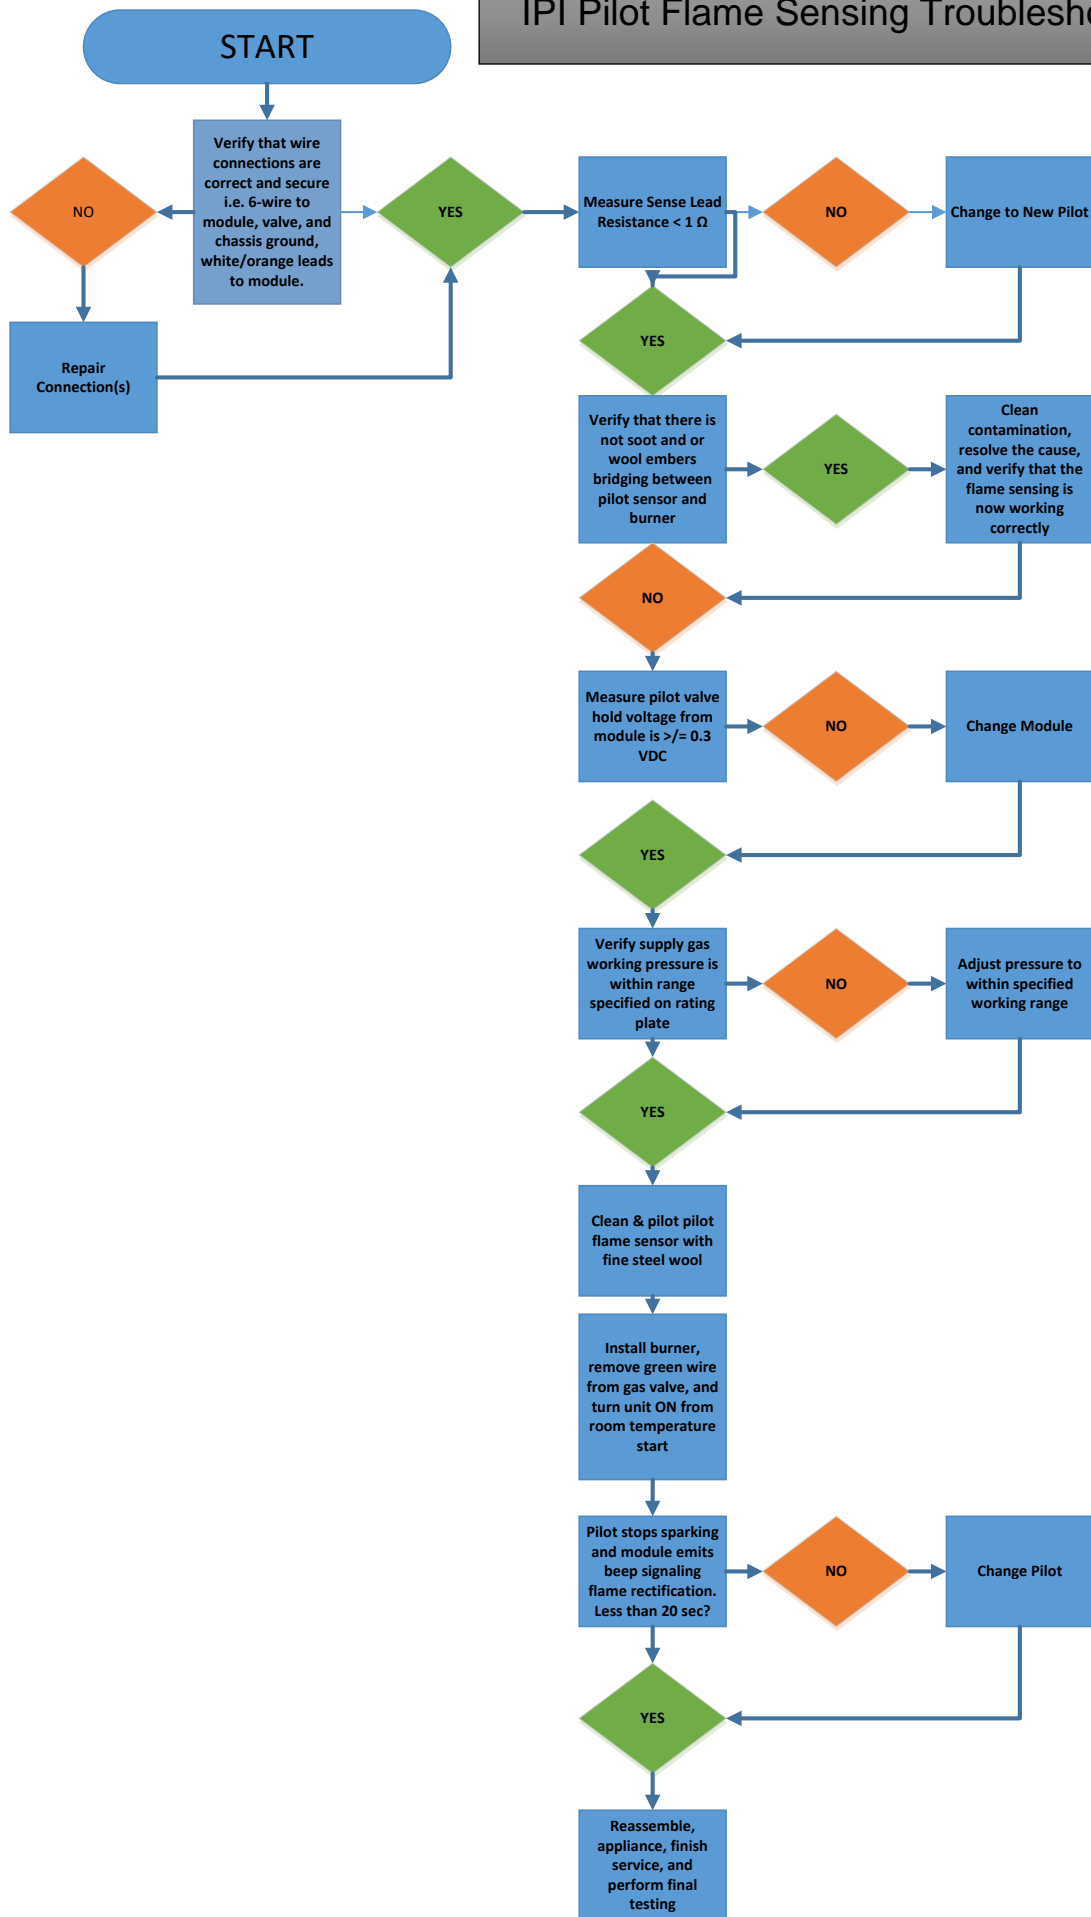 IPI Pilot Flame Sensing
START
Verify that wire
connections are
correct and secure
i.e. 6-wire to
module, valve, and
chassis ground,
white/orange leads
to module.
NO
YES
Repair
Connection(s)
Measure Sense Lead
Resistance < 1 Ω
NO
Change to New Pilot
YES
Verify that there is
not soot and or
wool embers
bridging between
pilot sensor and
burner
YES
Clean
contamination,
resolve the cause,
and verify that the
flame sensing is
now working
correctly
NO
Measure pilot valve
hold voltage from
module is >/= 0.3
VDC
NO
Change Module
YES
Verify supply gas
working pressure is
within range
specified on rating
plate
NO
Adjust pressure to
within specified
working range
YES
Clean & pilot pilot
flame sensor with
fine steel wool
Install burner,
remove green wire
from gas valve, and
turn unit ON from
room temperature
start
Pilot stops sparking
and module emits
beep signaling
flame rectification.
Less than 20 sec?
NO
Change Pilot
YES
Reassemble,
appliance, finish
service, and
perform final
testing